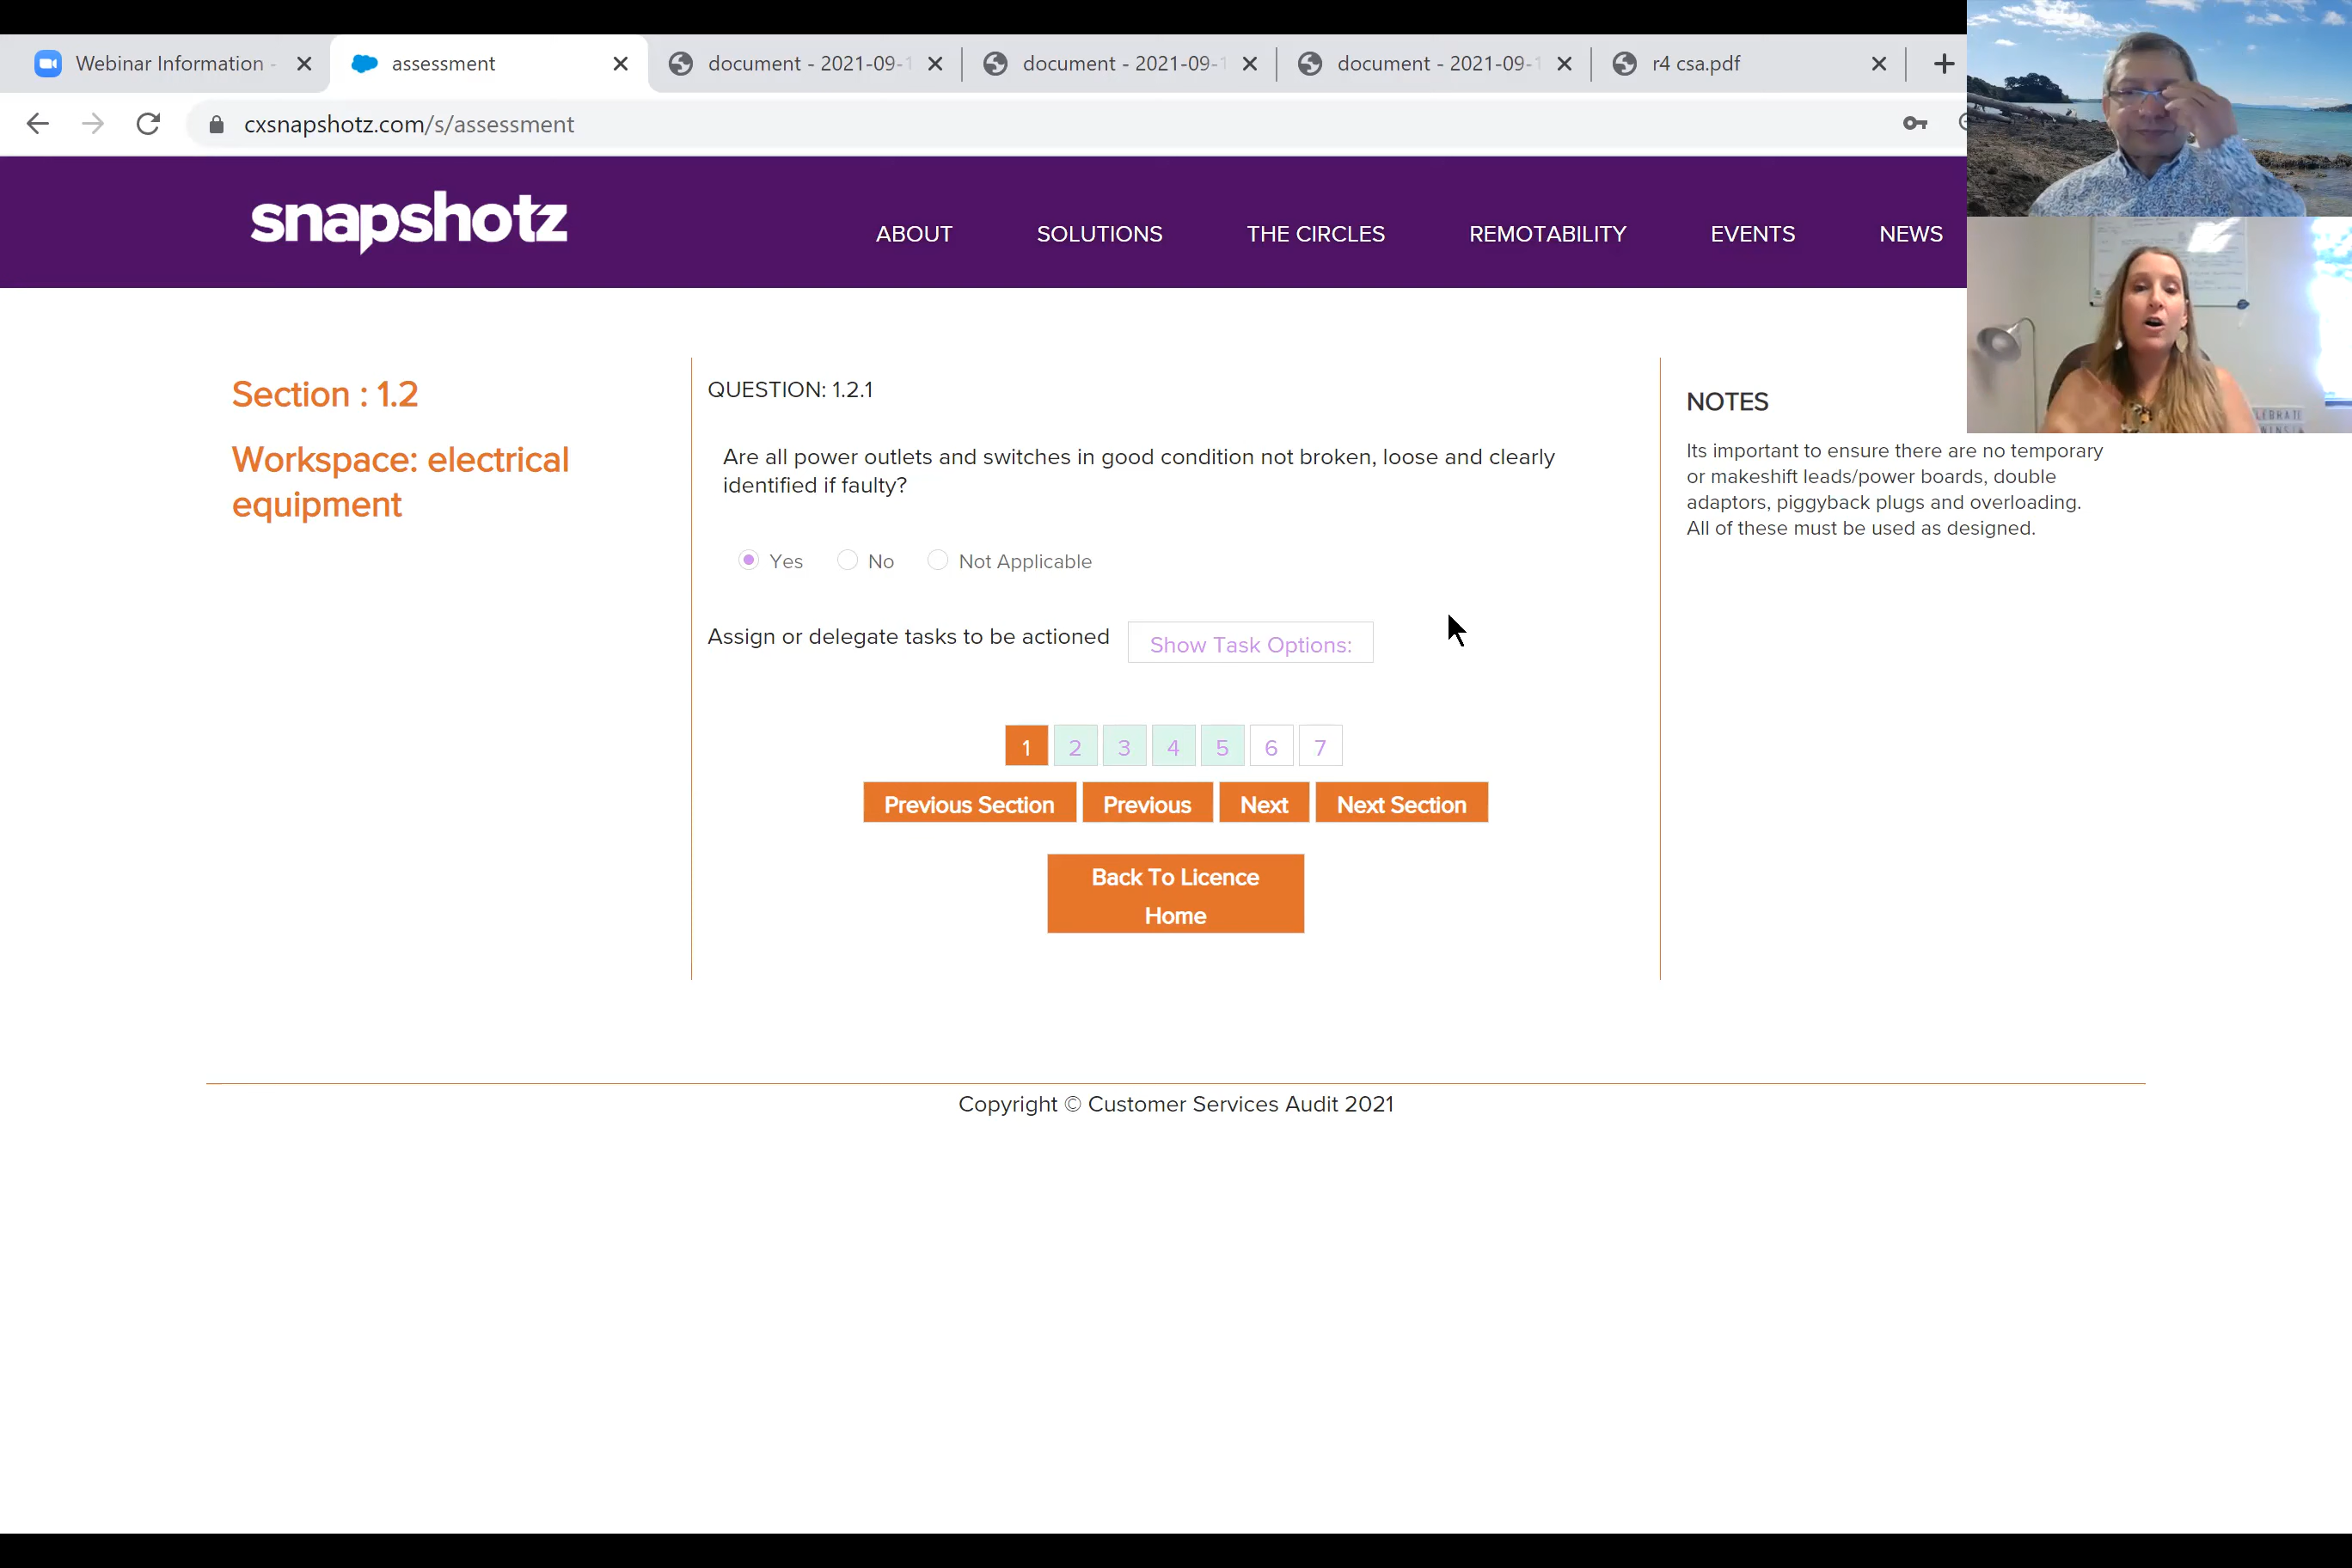 Webinar Information -
assessment
document - 2021-09-1
document - 2021-09-1
document - 2021-09-1
r4 csa.pdf
cxsnapshotz.com/s/assessment
snapshotz
ABOUT
SOLUTIONS
THE CIRCLES
REMOTABILITY
EVENTS
NEWS
Section : 1.2
Workspace: electrical
equipment
QUESTION: 1.2.1
Are all power outlets and switches in good condition not broken, loose and clearly
identified if faulty?
Yes No Not Applicable
Assign or delegate tasks to be actioned Show Task Options:
1 2 3 4 5 6 7
Previous Section Previous Next Next Section
Back To Licence
Home
NOTES
Its important to ensure there are no temporary
or makeshift leads/power boards, double
adaptors, piggyback plugs and overloading.
All of these must be used as designed.
Copyright © Customer Services Audit 2021